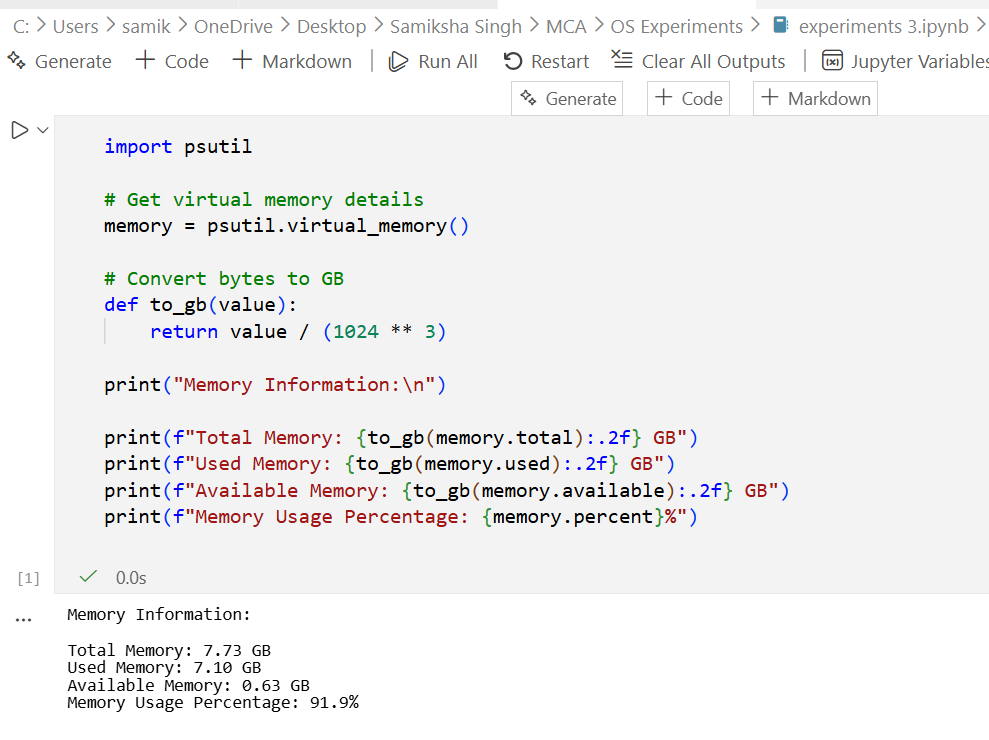 C: > Users > samik > OneDrive > Desktop > Samiksha Singh > MCA > OS Experiments > experiments 3.ipynb >
Generate + Code + Markdown | Run All Restart Clear All Outputs | Jupyter Variables
Generate + Code + Markdown
import psutil

# Get virtual memory details
memory = psutil.virtual_memory()

# Convert bytes to GB
def to_gb(value):
    return value / (1024 ** 3)

print("Memory Information:\n")

print(f"Total Memory: {to_gb(memory.total):.2f} GB")
print(f"Used Memory: {to_gb(memory.used):.2f} GB")
print(f"Available Memory: {to_gb(memory.available):.2f} GB")
print(f"Memory Usage Percentage: {memory.percent}%")
[1] ✓ 0.0s
... Memory Information:

Total Memory: 7.73 GB
Used Memory: 7.10 GB
Available Memory: 0.63 GB
Memory Usage Percentage: 91.9%